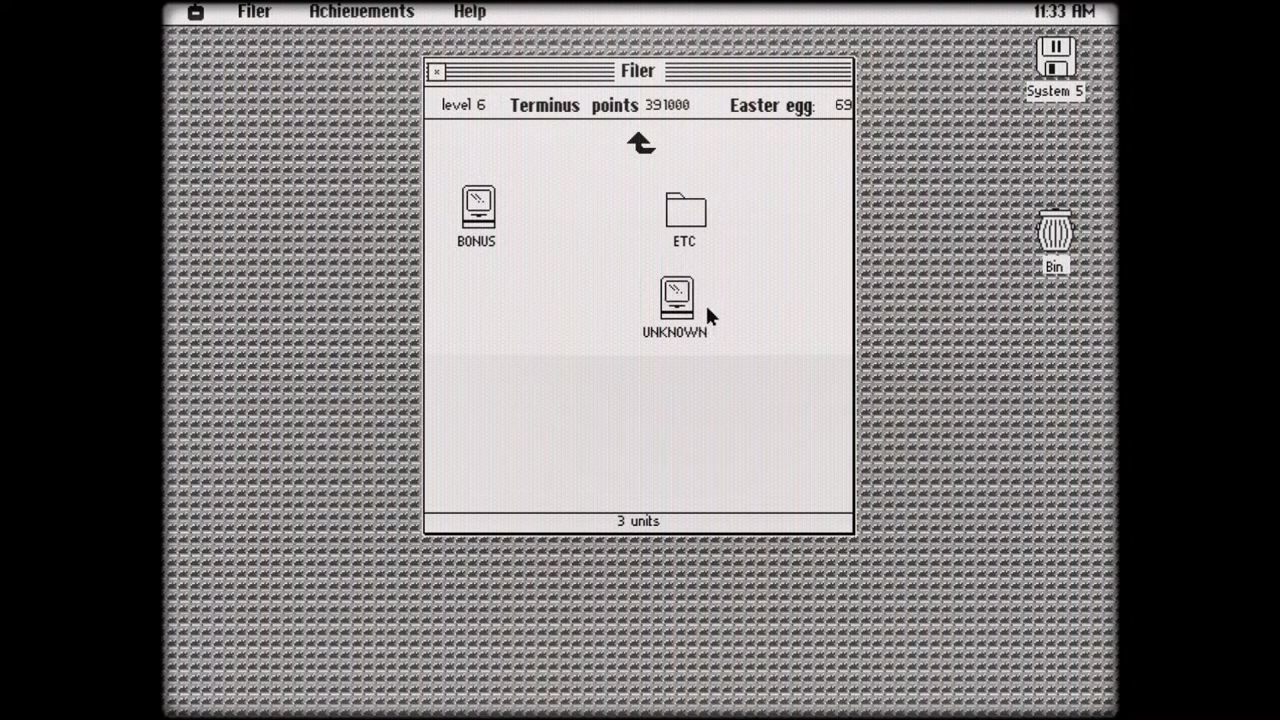 Filer Achievements Help 11:33 AM
Filer
level 6 Terminus points 391000 Easter egg: 69
System 5
BONUS
ETC
Bin
UNKNOWN
3 units